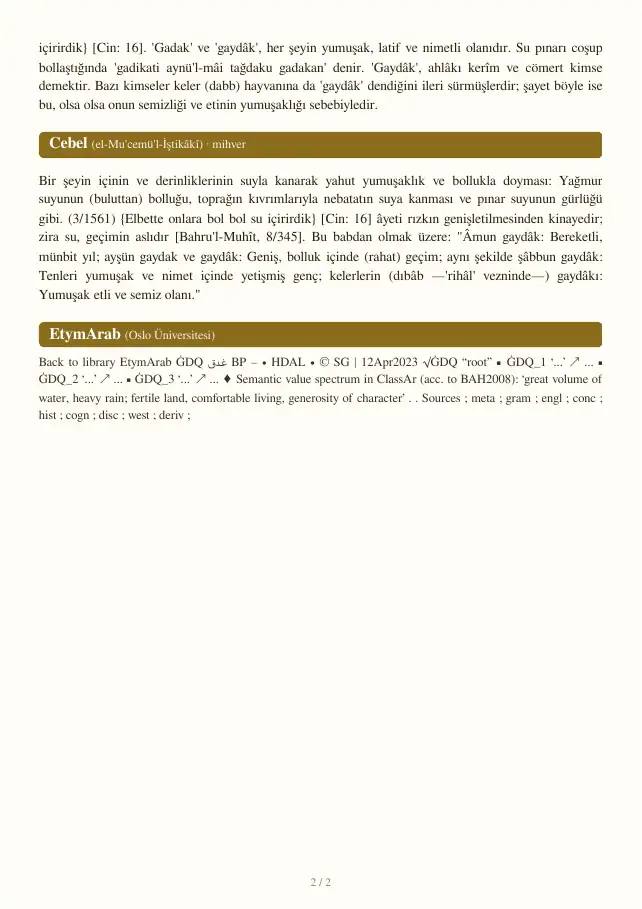 içirirdik} [Cin: 16]. 'Gadak' ve 'gaydâk', her şeyin yumuşak, latif ve nimetli olanıdır. Su pınarı coşup
bollaştığında 'gadikati aynü'l-mâi tağdaku gadakan' denir. 'Gaydâk', ahlâkı kerîm ve cömert kimse
demektir. Bazı kimseler keler (dabb) hayvanına da 'gaydâk' dendiğini ileri sürmüşlerdir; şayet böyle ise
bu, olsa olsa onun semizliği ve etinin yumuşaklığı sebebiyledir.
Cebel (el-Mu'cemü'l-İştikâkî) · mihver
Bir şeyin içinin ve derinliklerinin suyla kanarak yahut yumuşaklık ve bollukla doyması: Yağmur
suyunun (buluttan) bolluğu, toprağın kıvrımlarıyla nebatatın suya kanması ve pınar suyunun gürlüğü
gibi. (3/1561) {Elbette onlara bol bol su içirirdik} [Cin: 16] âyeti rızkın genişletilmesinden kinayedir;
zira su, geçimin aslıdır [Bahru'l-Muhît, 8/345]. Bu babdan olmak üzere: "Âmun gaydâk: Bereketli,
münbit yıl; ayşün gaydak ve gaydâk: Geniş, bolluk içinde (rahat) geçim; aynı şekilde şâbbun gaydâk:
Tenleri yumuşak ve nimet içinde yetişmiş genç; kelerlerin (dıbâb —'rihâl' vezninde—) gaydâkı:
Yumuşak etli ve semiz olanı."
EtymArab (Oslo Üniversitesi)
Back to library EtymArab ĠDQ غدق BP – • HDAL • © SG | 12Apr2023 √ĠDQ “root” ▪ ĠDQ_1 ‘...’ ↗ ... ▪
ĠDQ_2 ‘...’ ↗ ... ▪ ĠDQ_3 ‘...’ ↗ ... ♦ Semantic value spectrum in ClassAr (acc. to BAH2008): ‘great volume of
water, heavy rain; fertile land, comfortable living, generosity of character’ . . Sources ; meta ; gram ; engl ; conc ;
hist ; cogn ; disc ; west ; deriv ;
2 / 2